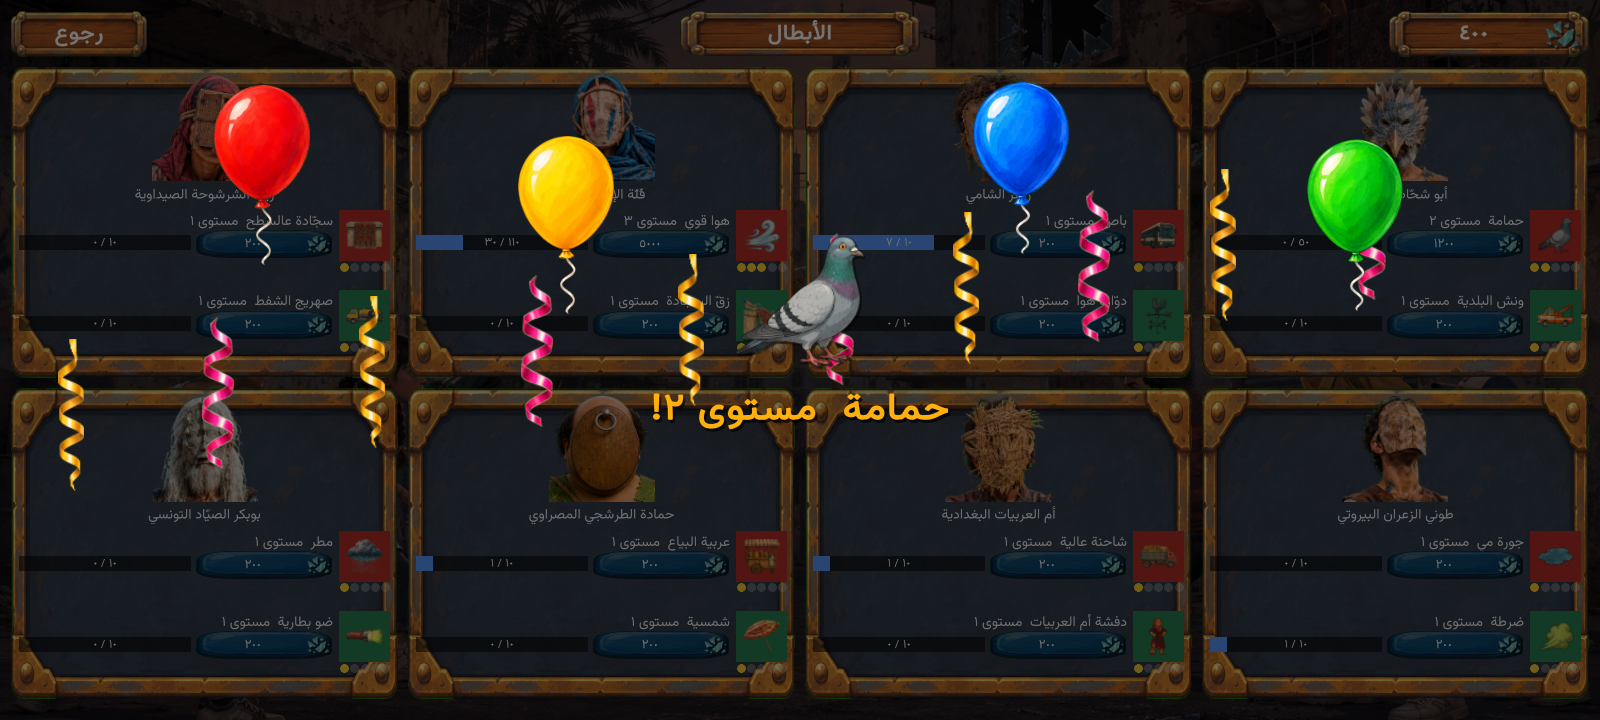 رجوع
الأبطال
٤٠٠
أبو شحّا
حمامة مستوى ٢
١٢٠٠
٠ / ٥٠
ونش البلدية مستوى ١
٢٠٠
٠ / ١٠
الشامي
مستوى ١
٢٠٠
٧ / ١٠
هوا مستوى ١
٢٠٠
٠ / ١٠
هوا قوي مستوى ٣
٥٠٠٠
٣٠ / ١١٠
مستوى ١
٢٠٠
٠ / ١٠
الشرشوحة الصيداوية
سجّادة عالسطح مستوى ١
٢٠٠
٠ / ١٠
صهريج الشفط مستوى ١
٢٠٠
٠ / ١٠
حمامة مستوى ٢!
طوني الزعران البيروتي
جورة مي مستوى ١
٢٠٠
٠ / ١٠
ضرطة مستوى ١
٢٠٠
١ / ١٠
أم العربيات البغدادية
شاحنة عالية مستوى ١
٢٠٠
١ / ١٠
دفشة أم العربيات مستوى ١
٢٠٠
٠ / ١٠
حمادة الطرشجي المصراوي
عربية البياع مستوى ١
٢٠٠
١ / ١٠
شمسية مستوى ١
٢٠٠
٠ / ١٠
بوبكر الصيّاد التونسي
مطر مستوى ١
٢٠٠
٠ / ١٠
ضو بطارية مستوى ١
٢٠٠
٠ / ١٠